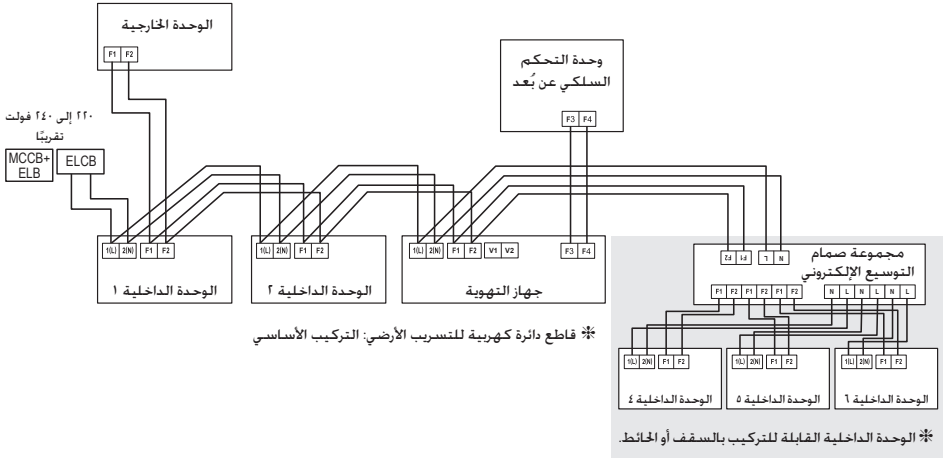 الوحدة الخارجية
F1 F2
وحدة التحكم
السلكي عن بُعد
F3 F4
٢٢٠ إلى ٢٤٠ فولت
تقريبًا
MCCB+
ELB
ELCB
1(L) 2(N) F1 F2
الوحدة الداخلية ١
1(L) 2(N) F1 F2
الوحدة الداخلية ٢
1(L) 2(N) F1 F2 V1 V2 F3 F4
جهاز التهوية
F2 F1 L N
مجموعة صمام
التوسيع الإلكتروني
F1 F2 F1 F2 F1 F2 N L N L N L
※ قاطع دائرة كهربية للتسريب الأرضي: التركيب الأساسي
1(L) 2(N) F1 F2
الوحدة الداخلية ٤
1(L) 2(N) F1 F2
الوحدة الداخلية ٥
1(L) 2(N) F1 F2
الوحدة الداخلية ٦
※ الوحدة الداخلية القابلة للتركيب بالسقف أو الحائط.